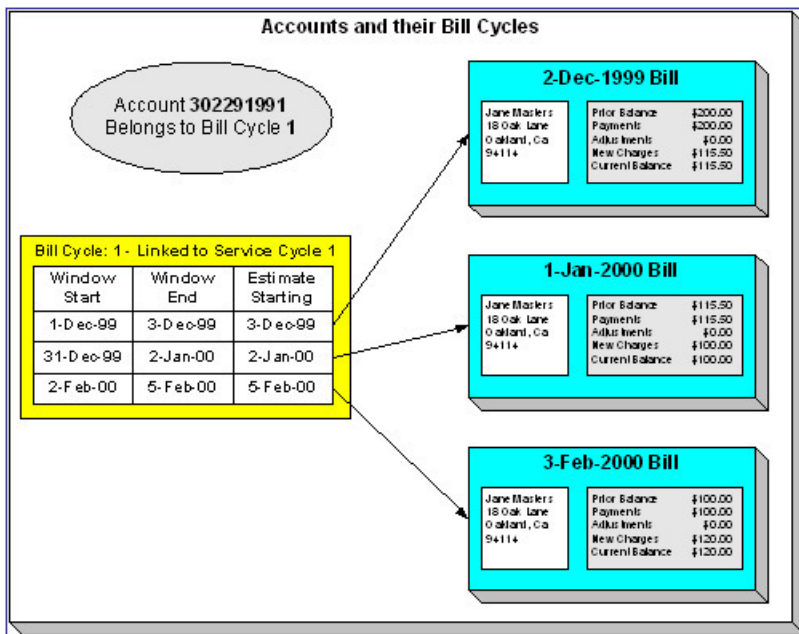 Accounts and their Bill Cycles
Account 302291991
Belongs to Bill Cycle 1
Bill Cycle: 1 - Linked to Service Cycle 1
Window Start Window End Estimate Starting
1-Dec-99 3-Dec-99 3-Dec-99
31-Dec-99 2-Jan-00 2-Jan-00
2-Feb-00 5-Feb-00 5-Feb-00
2-Dec-1999 Bill
Jane Masters
18 Oak Lane
Oakland, Ca
94114
Prior Balance $200.00
Payments $200.00
Adjustments $0.00
New Charges $115.50
Current Balance $115.50
1-Jan-2000 Bill
Jane Masters
18 Oak Lane
Oakland, Ca
94114
Prior Balance $115.50
Payments $115.50
Adjustments $0.00
New Charges $100.00
Current Balance $100.00
3-Feb-2000 Bill
Jane Masters
18 Oak Lane
Oakland, Ca
94114
Prior Balance $100.00
Payments $100.00
Adjustments $0.00
New Charges $120.00
Current Balance $120.00